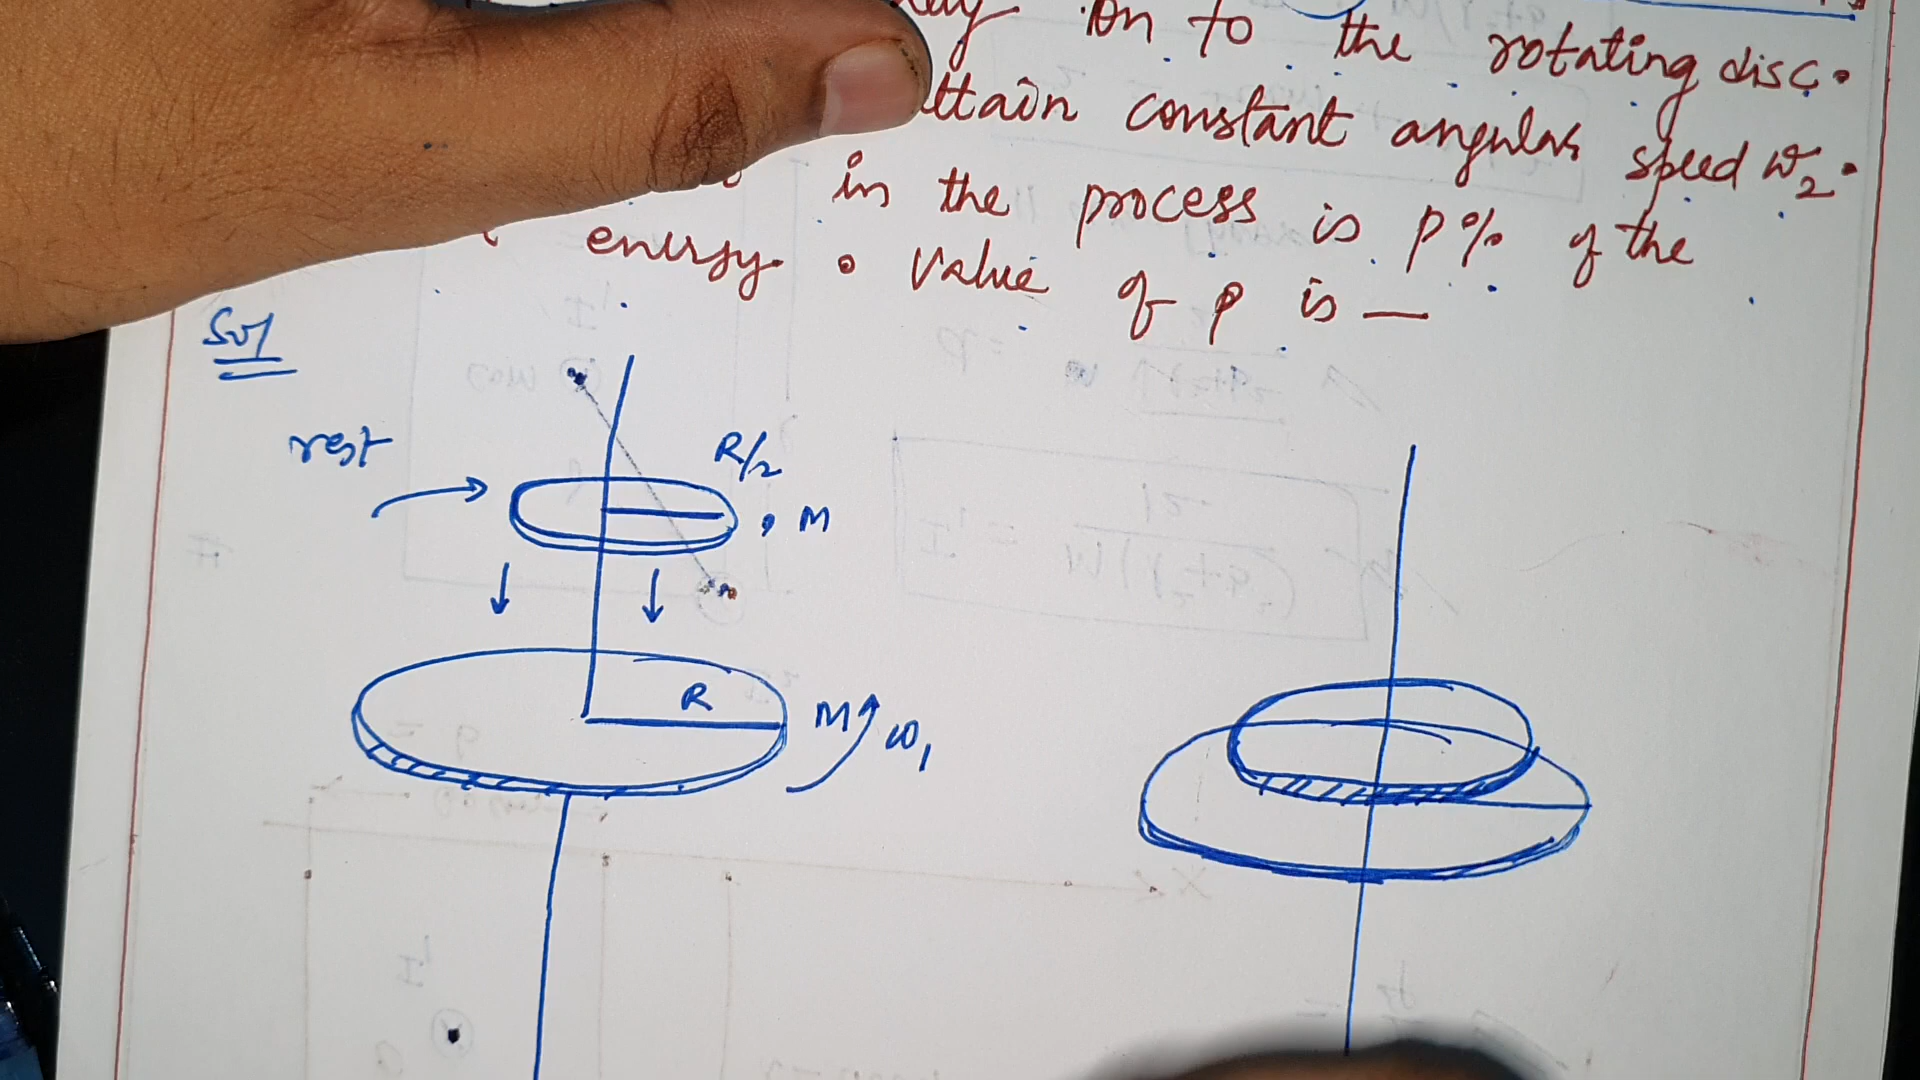 on to the rotating disc.
attain constant angular speed ω₂.
in the process is p% of the
energy. Value of p is —
Sol
rest
R/2
, M
R
M
ω₁